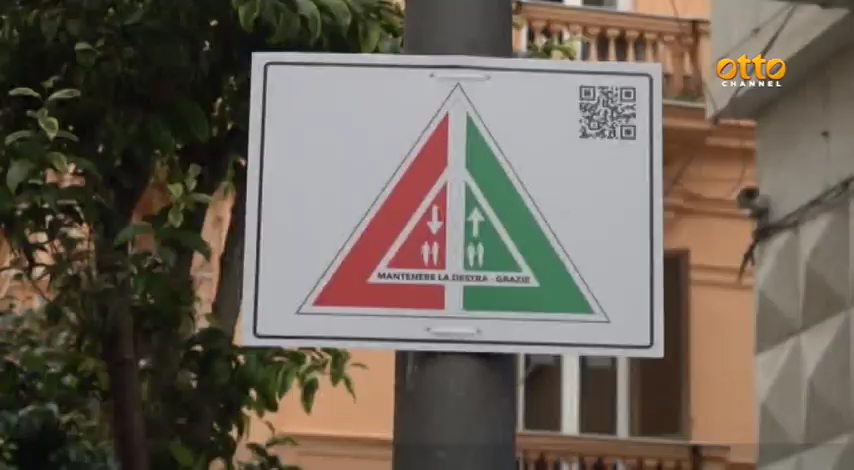 otto
CHANNEL
MANTENERE LA DESTRA - GRAZIE